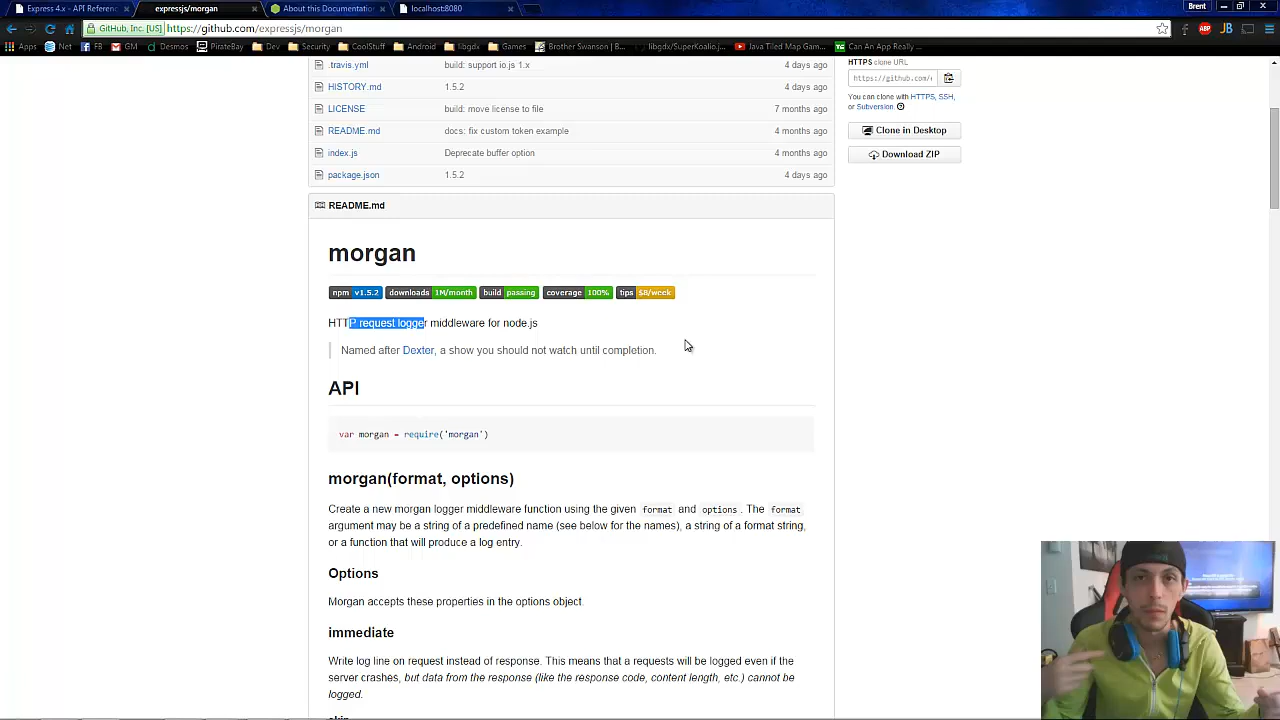 Express 4.x - API Referenc
expressjs/morgan
About this Documentation
localhost:8080
Brent
GitHub, Inc. [US]
https://github.com/expressjs/morgan
Apps
Net
FB
GM
Desmos
PirateBay
Dev
Security
CoolStuff
Android
libgdx
Games
Brother Swanson | B...
libgdx/SuperKoalio.j...
Java Tiled Map Gam...
Can An App Really ...
.travis.yml build: support io.js 1.x 4 days ago
HISTORY.md 1.5.2 4 days ago
LICENSE build: move license to file 7 months ago
README.md docs: fix custom token example 4 months ago
index.js Deprecate buffer option 4 months ago
package.json 1.5.2 4 days ago
HTTPS clone URL
https://github.com/
You can clone with HTTPS, SSH,
or Subversion.
Clone in Desktop
Download ZIP
README.md
morgan
npm v1.5.2 downloads 1M/month build passing coverage 100% tips $8/week
HTTP request logger middleware for node.js
Named after Dexter, a show you should not watch until completion.
API
var morgan = require('morgan')
morgan(format, options)
Create a new morgan logger middleware function using the given format and options. The format
argument may be a string of a predefined name (see below for the names), a string of a format string,
or a function that will produce a log entry.
Options
Morgan accepts these properties in the options object.
immediate
Write log line on request instead of response. This means that a requests will be logged even if the
server crashes, but data from the response (like the response code, content length, etc.) cannot be
logged.
skip